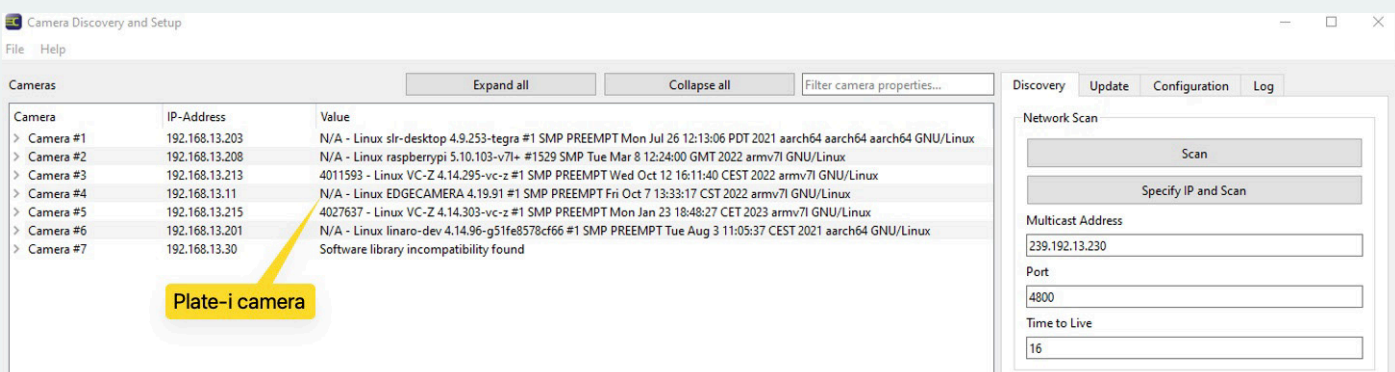 Camera Discovery and Setup
File Help
Cameras
Expand all
Collapse all
Filter camera properties...
Camera IP-Address Value
Camera #1 192.168.13.203 N/A - Linux slr-desktop 4.9.253-tegra #1 SMP PREEMPT Mon Jul 26 12:13:06 PDT 2021 aarch64 aarch64 aarch64 GNU/Linux
Camera #2 192.168.13.208 N/A - Linux raspberrypi 5.10.103-v7l+ #1529 SMP Tue Mar 8 12:24:00 GMT 2022 armv7l GNU/Linux
Camera #3 192.168.13.213 4011593 - Linux VC-Z 4.14.295-vc-z #1 SMP PREEMPT Wed Oct 12 16:11:40 CEST 2022 armv7l GNU/Linux
Camera #4 192.168.13.11 N/A - Linux EDGECAMERA 4.19.91 #1 SMP PREEMPT Fri Oct 7 13:33:17 CST 2022 armv7l GNU/Linux
Camera #5 192.168.13.215 4027637 - Linux VC-Z 4.14.303-vc-z #1 SMP PREEMPT Mon Jan 23 18:48:27 CET 2023 armv7l GNU/Linux
Camera #6 192.168.13.201 N/A - Linux linaro-dev 4.14.96-g51fe8578cf66 #1 SMP PREEMPT Tue Aug 3 11:05:37 CEST 2021 aarch64 GNU/Linux
Camera #7 192.168.13.30 Software library incompatibility found
Plate-i camera
Discovery Update Configuration Log
Network Scan
Scan
Specify IP and Scan
Multicast Address
239.192.13.230
Port
4800
Time to Live
16